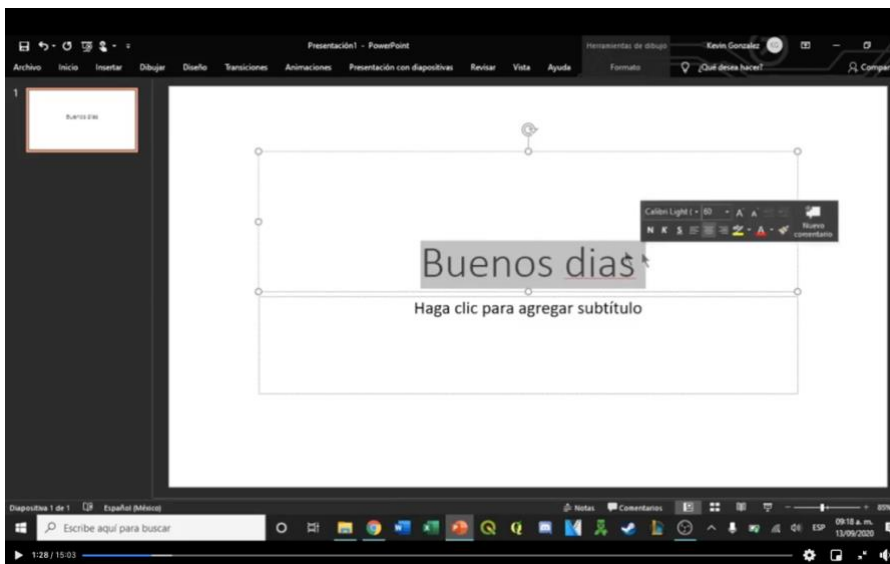 Presentación1 - PowerPoint
Herramientas de dibujo
Kevin Gonzalez
Archivo Inicio Insertar Dibujar Diseño Transiciones Animaciones Presentación con diapositivas Revisar Vista Ayuda Formato ¿Qué desea hacer? Compar
1
Buenos dias
Calibri Light ( 60 A A
N K S A Nuevo comentario
Buenos dias
Haga clic para agregar subtítulo
Diapositiva 1 de 1 Español (México) Notas Comentarios 85%
Escribe aquí para buscar ESP 09:18 a. m.
13/09/2020
1:28 / 15:03